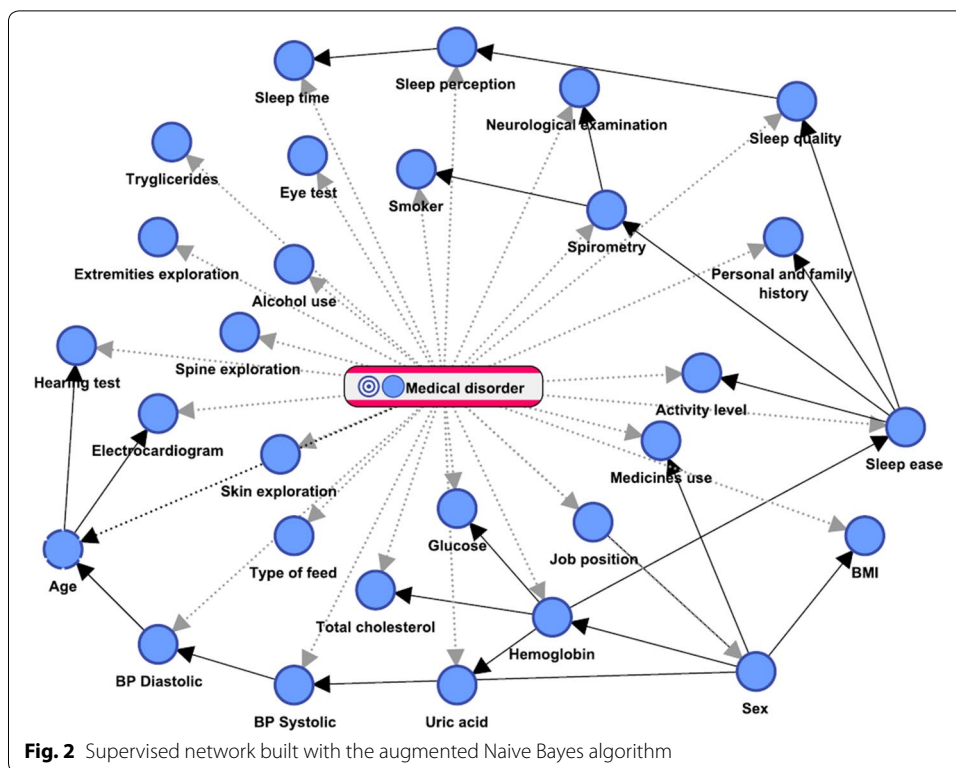 Sleep time
Sleep perception
Neurological examination
Sleep quality
Tryglicerides
Eye test
Smoker
Spirometry
Extremities exploration
Alcohol use
Personal and family
history
Hearing test
Spine exploration
Medical disorder
Activity level
Electrocardiogram
Skin exploration
Medicines use
Sleep ease
Age
Type of feed
Glucose
Job position
BMI
Total cholesterol
Hemoglobin
BP Diastolic
BP Systolic
Uric acid
Sex
Fig. 2 Supervised network built with the augmented Naive Bayes algorithm